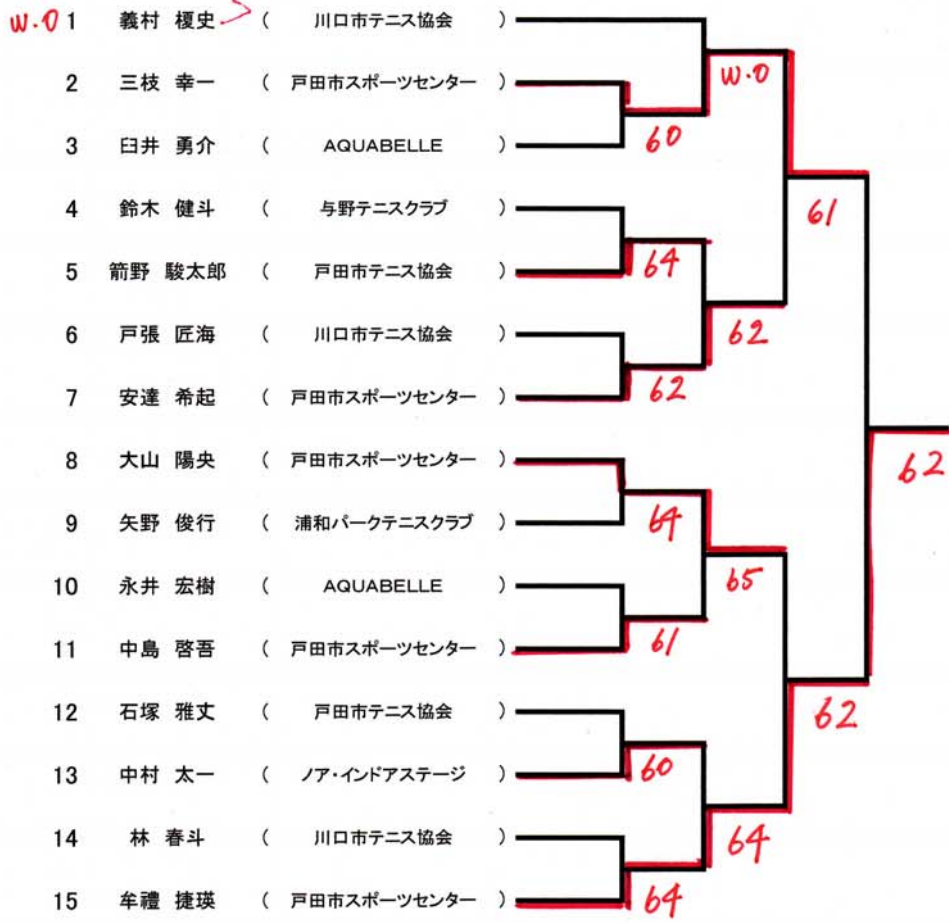 W.O 1 義村 榎史 ( 川口市テニス協会 )
2 三枝 幸一 ( 戸田市スポーツセンター )
W.O
3 臼井 勇介 ( AQUABELLE )
60
4 鈴木 健斗 ( 与野テニスクラブ )
61
5 箭野 駿太郎 ( 戸田市テニス協会 )
64
6 戸張 匠海 ( 川口市テニス協会 )
62
7 安達 希起 ( 戸田市スポーツセンター )
62
8 大山 陽央 ( 戸田市スポーツセンター )
62
9 矢野 俊行 ( 浦和パークテニスクラブ )
64
10 永井 宏樹 ( AQUABELLE )
65
11 中島 啓吾 ( 戸田市スポーツセンター )
61
12 石塚 雅丈 ( 戸田市テニス協会 )
62
13 中村 太一 ( ノア・インドアステージ )
60
14 林 春斗 ( 川口市テニス協会 )
64
15 牟禮 捷瑛 ( 戸田市スポーツセンター )
64